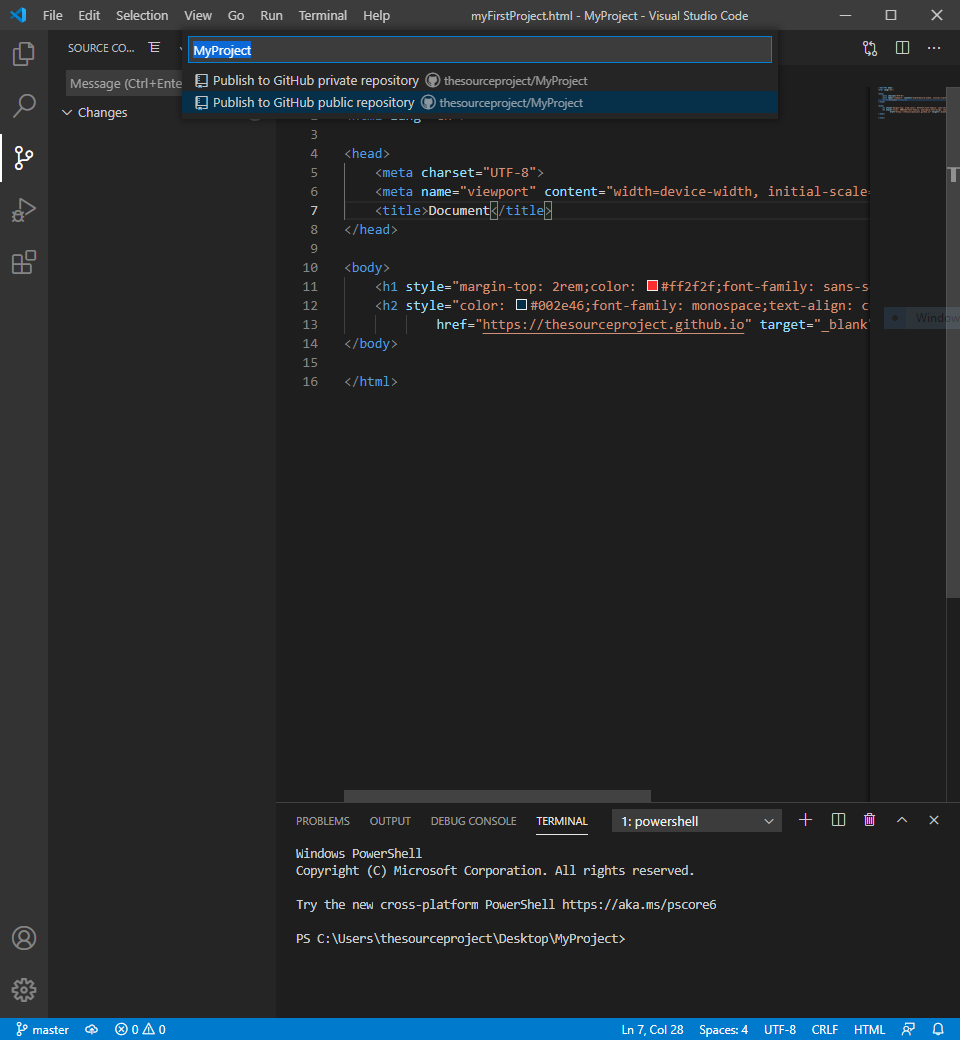 File Edit Selection View Go Run Terminal Help myFirstProject.html - MyProject - Visual Studio Code
SOURCE CO...
MyProject
Message (Ctrl+Ente
Publish to GitHub private repository thesourceproject/MyProject
Publish to GitHub public repository thesourceproject/MyProject
Changes
3
4 <head>
5 <meta charset="UTF-8">
6 <meta name="viewport" content="width=device-width, initial-scale=
7 <title>Document</title>
8 </head>
9
10 <body>
11 <h1 style="margin-top: 2rem;color: #ff2f2f;font-family: sans-s
12 <h2 style="color: #002e46;font-family: monospace;text-align: c
13 href="https://thesourceproject.github.io" target="_blank"
14 </body>
15
16 </html>
Window
PROBLEMS OUTPUT DEBUG CONSOLE TERMINAL 1: powershell
Windows PowerShell
Copyright (C) Microsoft Corporation. All rights reserved.
Try the new cross-platform PowerShell https://aka.ms/pscore6
PS C:\Users\thesourceproject\Desktop\MyProject>
master 0 0 Ln 7, Col 28 Spaces: 4 UTF-8 CRLF HTML